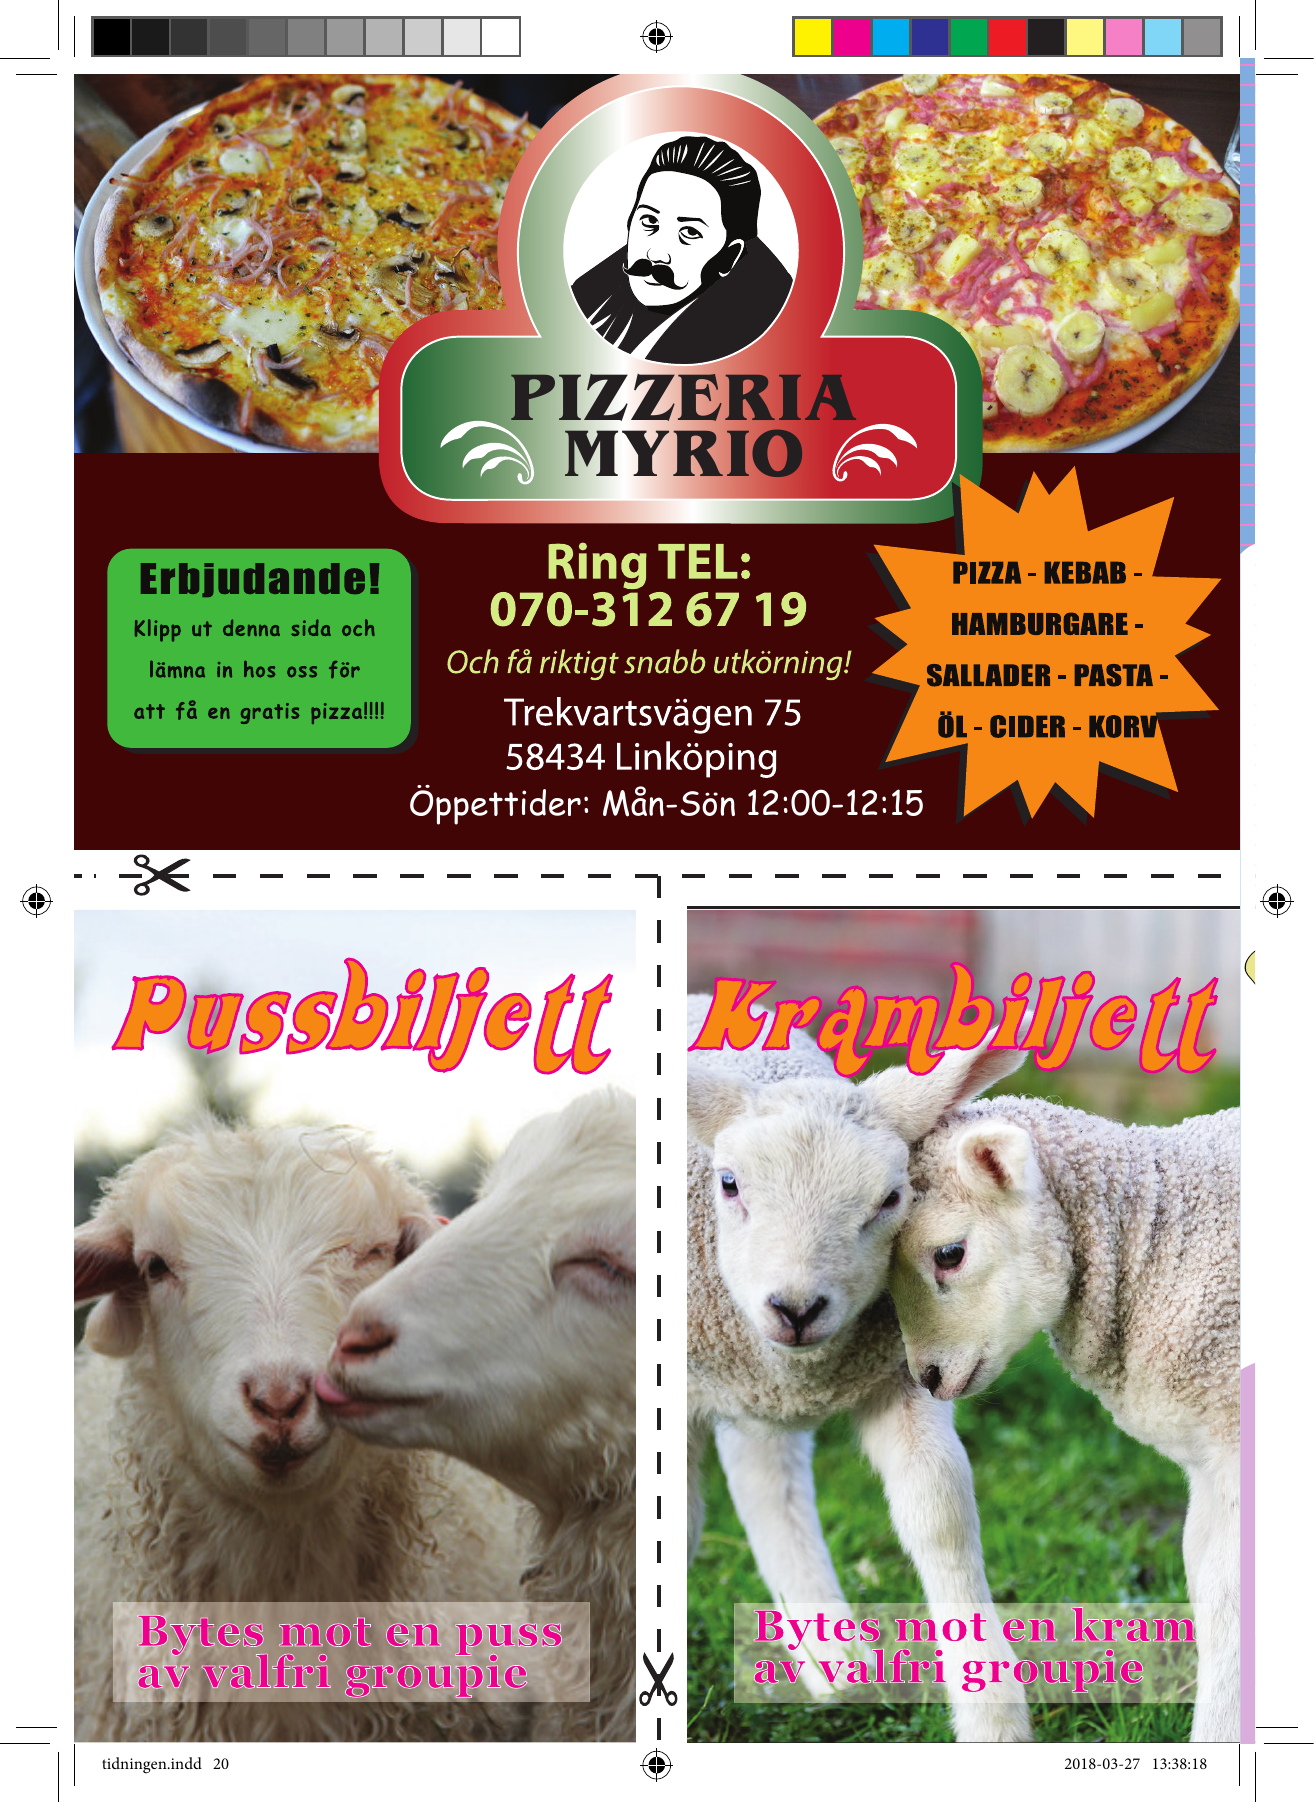 PIZZERIA
MYRIO
Erbjudande!
Klipp ut denna sida och
lämna in hos oss för
att få en gratis pizza!!!!
Ring TEL:
070-312 67 19
Och få riktigt snabb utkörning!
Trekvartsvägen 75
58434 Linköping
Öppettider: Mån-Sön 12:00-12:15
PIZZA - KEBAB -
HAMBURGARE -
SALLADER - PASTA -
ÖL - CIDER - KORV
Pussbiljett
Bytes mot en puss
av valfri groupie
Krambiljett
Bytes mot en kram
av valfri groupie
tidningen.indd 20
2018-03-27 13:38:18